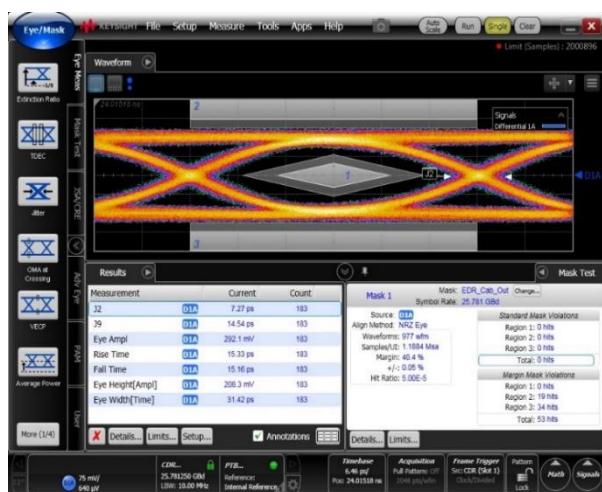 Eye/Mask
KEYSIGHT File Setup Measure Tools Apps Help
Auto Scale
Run
Single
Clear
Limit (Samples) : 2000896
Extinction Ratio
TDEC
Jitter
OMA at Crossing
VECP
Average Power
More (1/4)
Eye Meas
Mask Test
JSA/CRE
Adv Eye
PAM
User
Waveform
24.01518 ns
2
Signals
Differential 1A
1
J2
D1A
3
Results
Measurement Current Count
J2 D1A 7.27 ps 183
J9 D1A 14.54 ps 183
Eye Ampl D1A 292.1 mV 183
Rise Time D1A 15.33 ps 183
Fall Time D1A 15.16 ps 183
Eye Height[Ampl] D1A 208.3 mV 183
Eye Width[Time] D1A 31.42 ps 183
X Details... Limits... Setup... Annotations
Mask Test
Mask 1
Mask: EDR_Cab_Out Change...
Symbol Rate: 25.781 GBd
Source: D1A
Align Method: NRZ Eye
Waveforms: 977 wfm
Samples/UI: 1.1884 Msa
Margin: 40.4 %
+/-: 0.05 %
Hit Ratio: 5.00E-5
Standard Mask Violations
Region 1: 0 hits
Region 2: 0 hits
Region 3: 0 hits
Total: 0 hits
Margin Mask Violations
Region 1: 0 hits
Region 2: 19 hits
Region 3: 34 hits
Total: 53 hits
Details... Limits...
75 mV/
640 µV
CDR...
25.781250 GBd
LBW: 10.00 MHz
PTB...
Reference:
Internal Reference
Timebase
6.46 ps/
Pos: 24.01518 ns
Acquisition
Full Pattern: Off
2046 pts/wfm
Frame Trigger
Src: CDR (Slot 1)
Clock/Divided
Pattern
Lock
Math
Signals